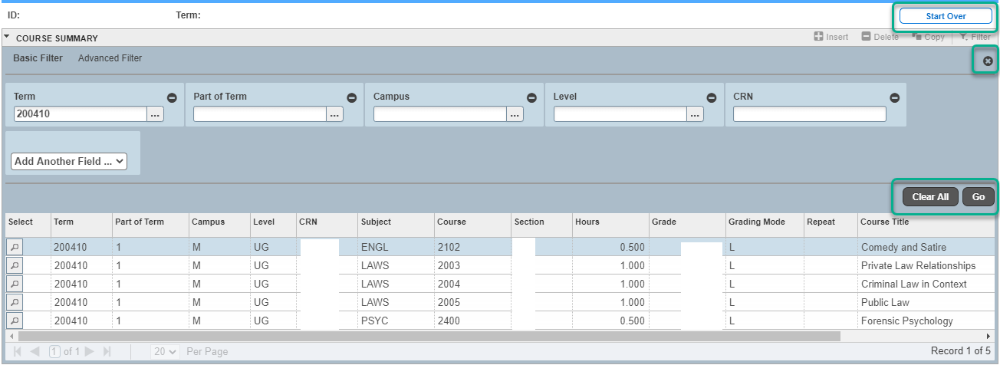 ID: Term: Start Over
COURSE SUMMARY Insert Delete Copy Filter
Basic Filter Advanced Filter
Term Part of Term Campus Level CRN
200410 ... ... ... ...
Add Another Field ...
Clear All Go
Select Term Part of Term Campus Level CRN Subject Course Section Hours Grade Grading Mode Repeat Course Title
200410 1 M UG ENGL 2102 0.500 L Comedy and Satire
200410 1 M UG LAWS 2003 1.000 L Private Law Relationships
200410 1 M UG LAWS 2004 1.000 L Criminal Law in Context
200410 1 M UG LAWS 2005 1.000 L Public Law
200410 1 M UG PSYC 2400 0.500 L Forensic Psychology
1 of 1 20 Per Page Record 1 of 5